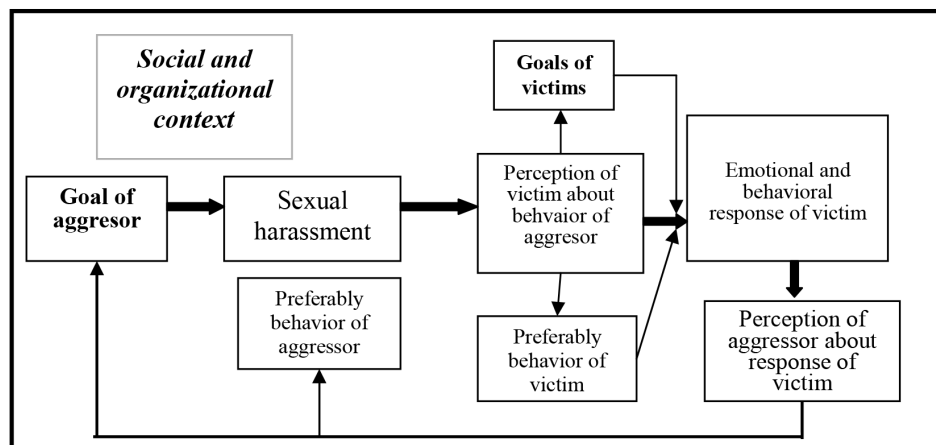 Social and
organizational
context
Goals of
victims
Goal of
aggresor
Sexual
harassment
Perception of
victim about
behvaior of
aggresor
Emotional and
behavioral
response of victim
Preferably
behavior of
aggressor
Preferably
behavior of
victim
Perception of
aggressor about
response of
victim